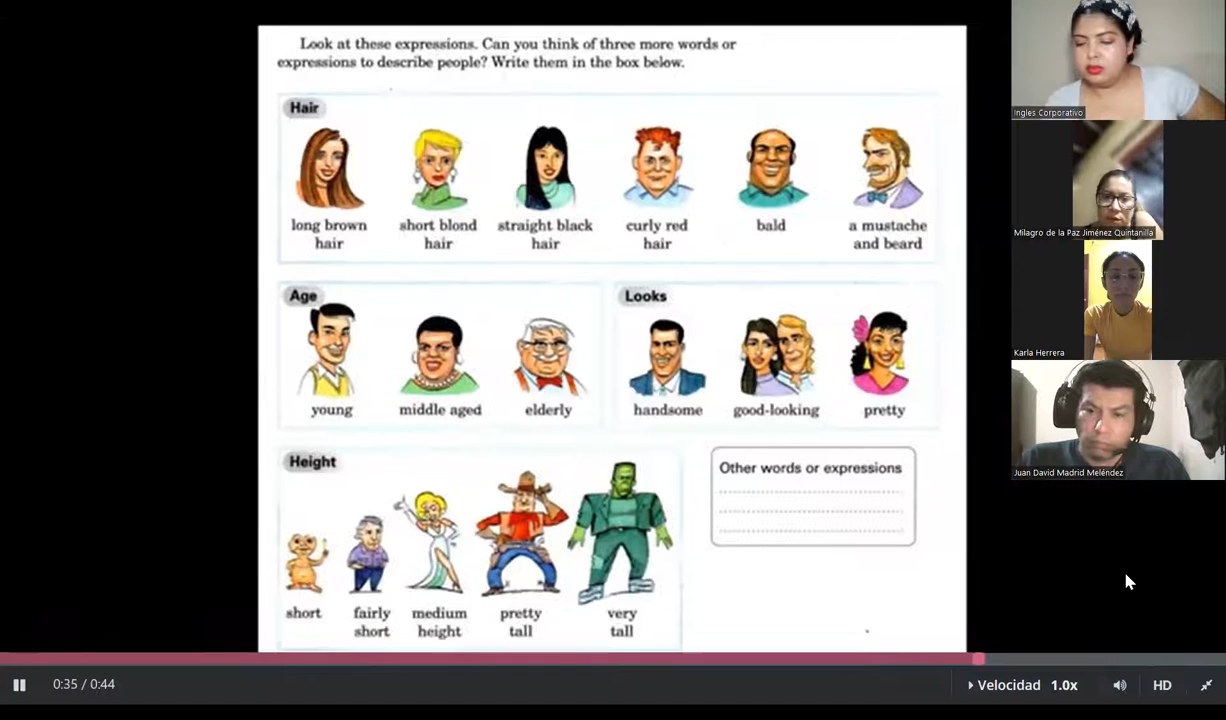 Look at these expressions. Can you think of three more words or
expressions to describe people? Write them in the box below.
Hair
long brown
hair
short blond
hair
straight black
hair
curly red
hair
bald
a mustache
and beard
Age
young
middle aged
elderly
Looks
handsome
good-looking
pretty
Height
short
fairly
short
medium
height
pretty
tall
very
tall
Other words or expressions
Ingles Corporativo
Milagro de la Paz Jiménez Quintanilla
Karla Herrera
Juan David Madrid Meléndez
0:35 / 0:44
Velocidad 1.0x
HD